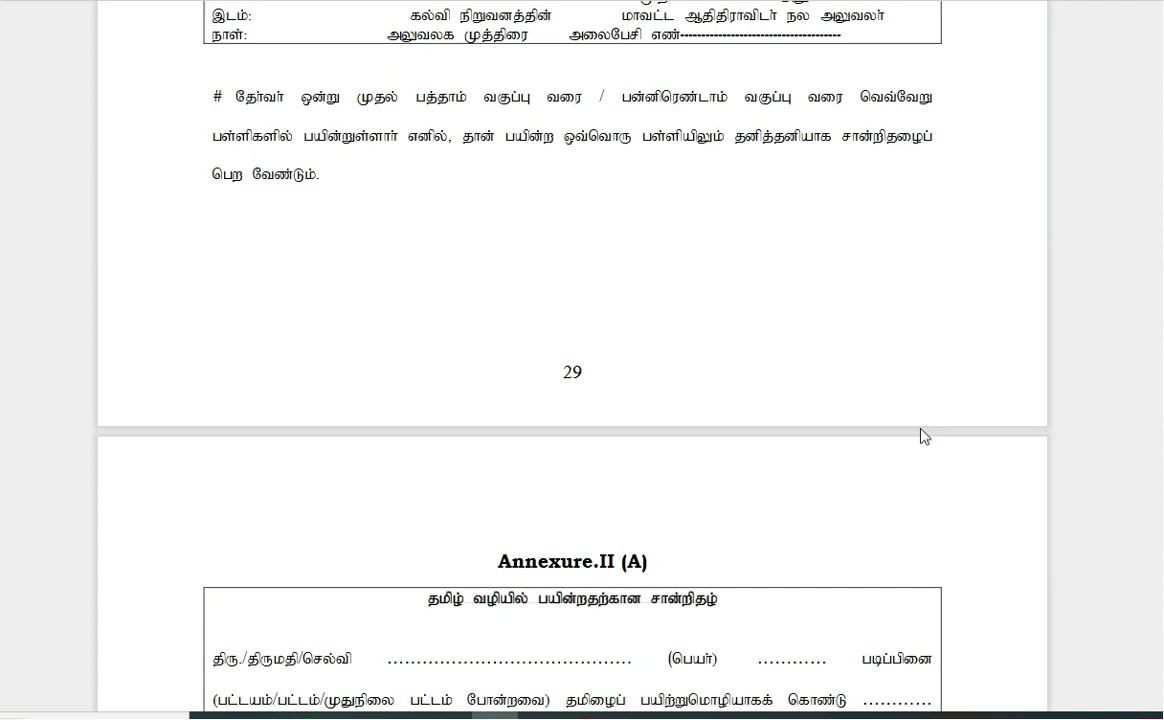 இடம்: கல்வி நிறுவனத்தின் மாவட்ட ஆதிதிராவிடர் நல அலுவலர்
நாள்: அலுவலக முத்திரை அலைபேசி எண்-------------------------------------
# தேர்வர் ஒன்று முதல் பத்தாம் வகுப்பு வரை / பன்னிரெண்டாம் வகுப்பு வரை வெவ்வேறு
பள்ளிகளில் பயின்றுள்ளார் எனில், தான் பயின்ற ஒவ்வொரு பள்ளியிலும் தனித்தனியாக சான்றிதழைப்
பெற வேண்டும்.
29
Annexure.II (A)
தமிழ் வழியில் பயின்றதற்கான சான்றிதழ்
திரு./திருமதி/செல்வி .......................................... (பெயர்) ............ படிப்பினை
(பட்டயம்/பட்டம்/முதுநிலை பட்டம் போன்றவை) தமிழைப் பயிற்றுமொழியாகக் கொண்டு ............